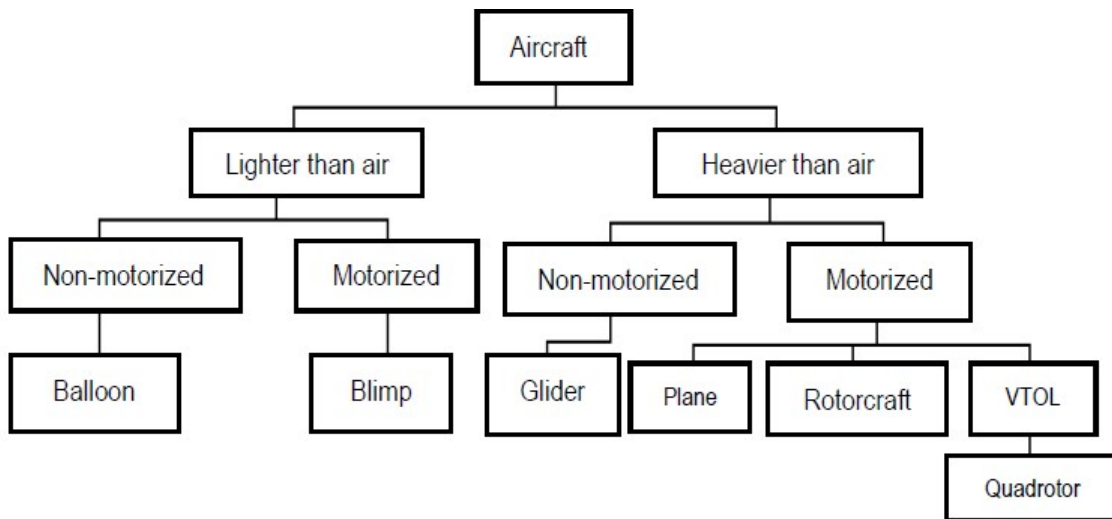 Aircraft
Lighter than air
Heavier than air
Non-motorized
Motorized
Non-motorized
Motorized
Balloon
Blimp
Glider
Plane
Rotorcraft
VTOL
Quadrotor